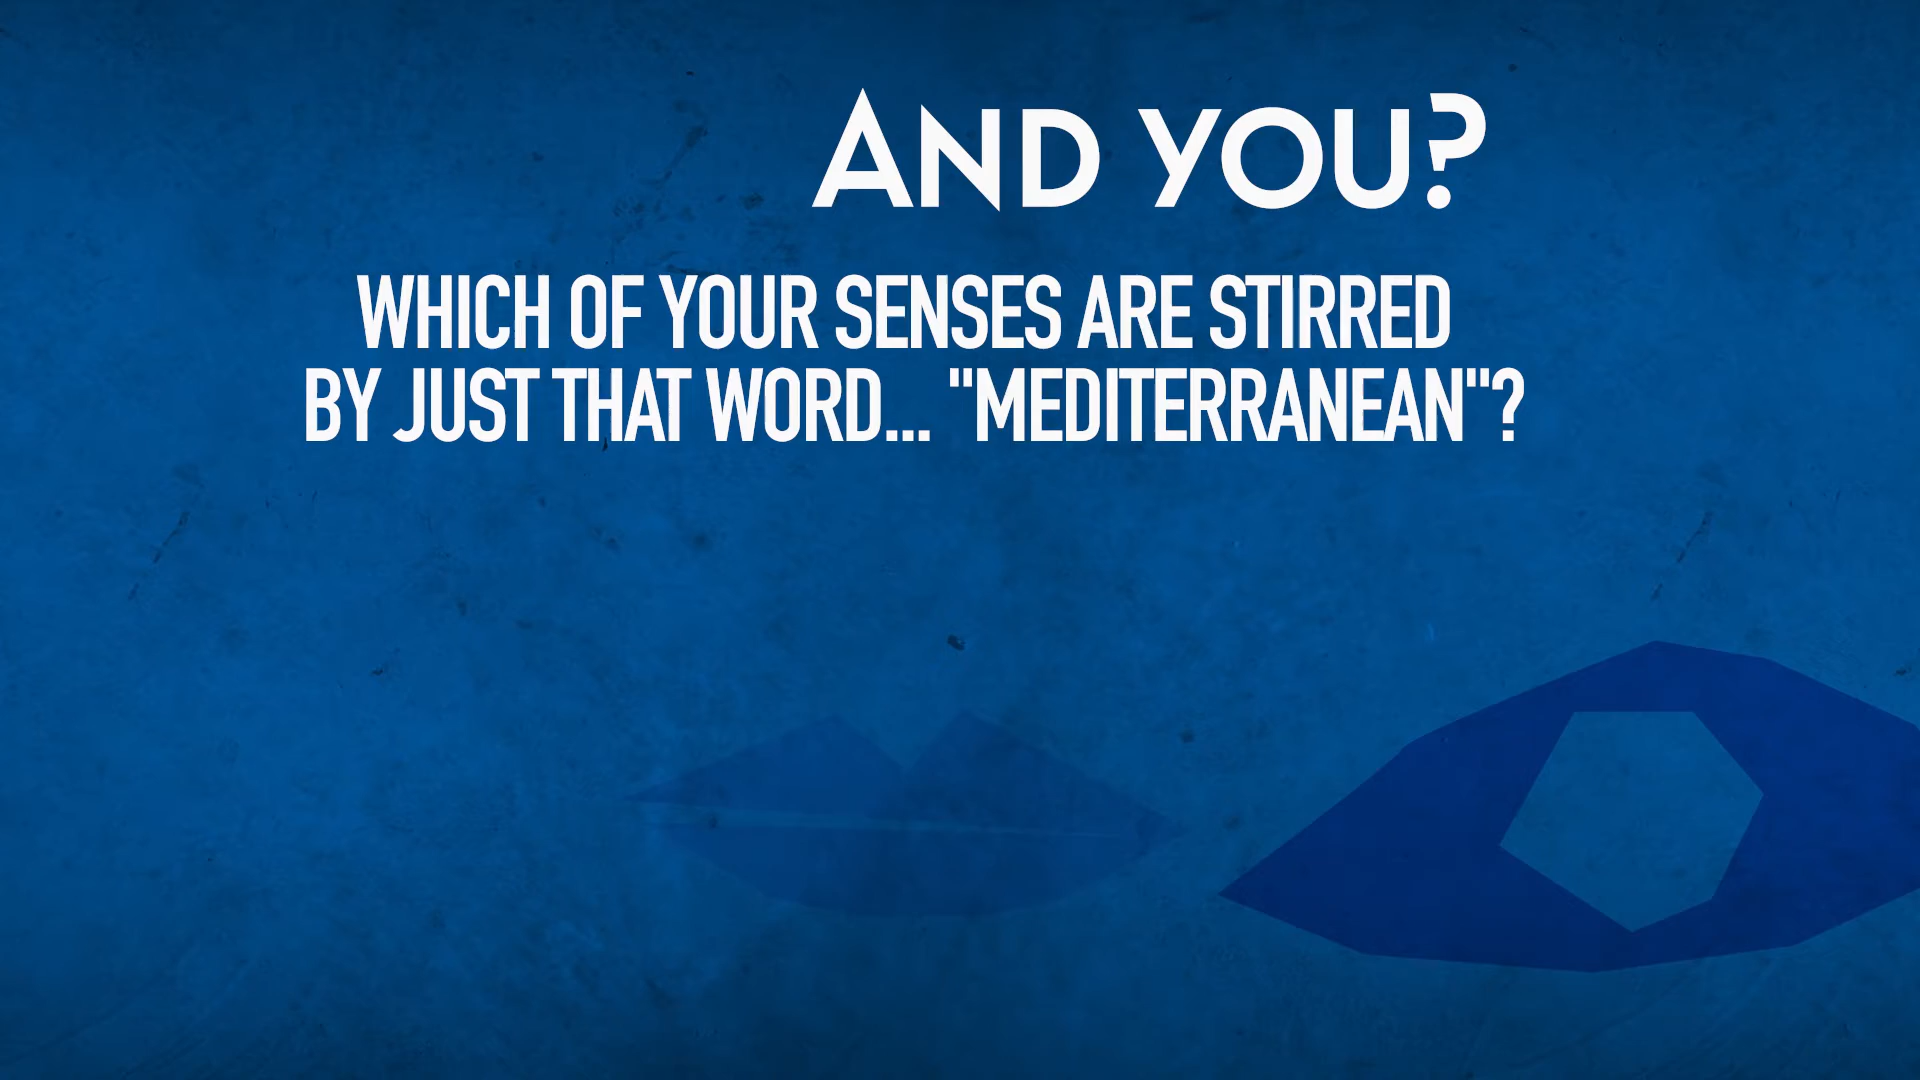 AND YOU?
WHICH OF YOUR SENSES ARE STIRRED
BY JUST THAT WORD... "MEDITERRANEAN"?